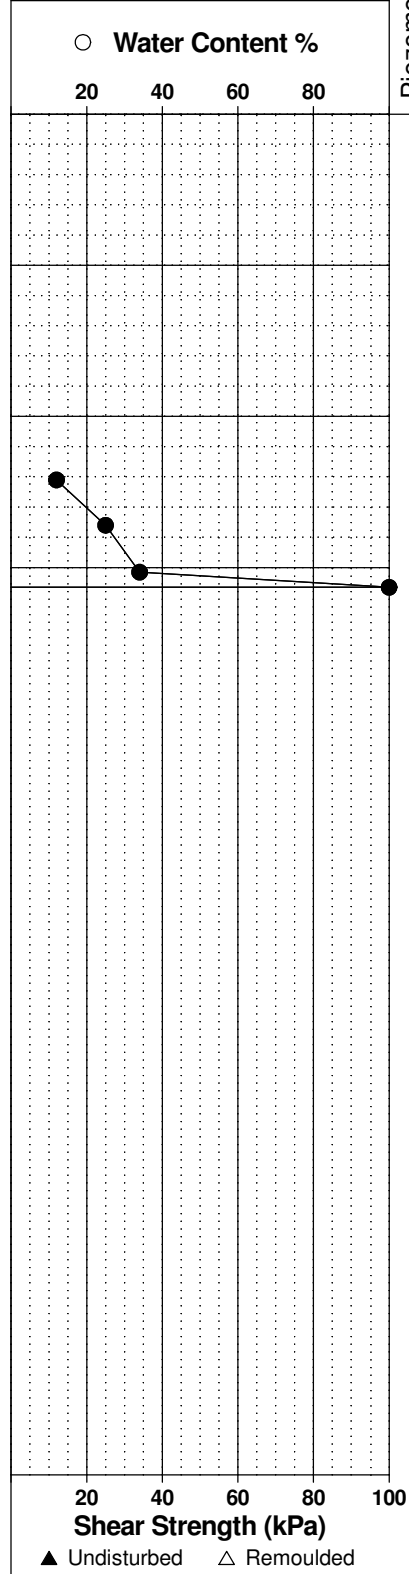 ○ Water Content %
20 40 60 80
20 40 60 80 100
Shear Strength (kPa)
▲ Undisturbed △ Remoulded